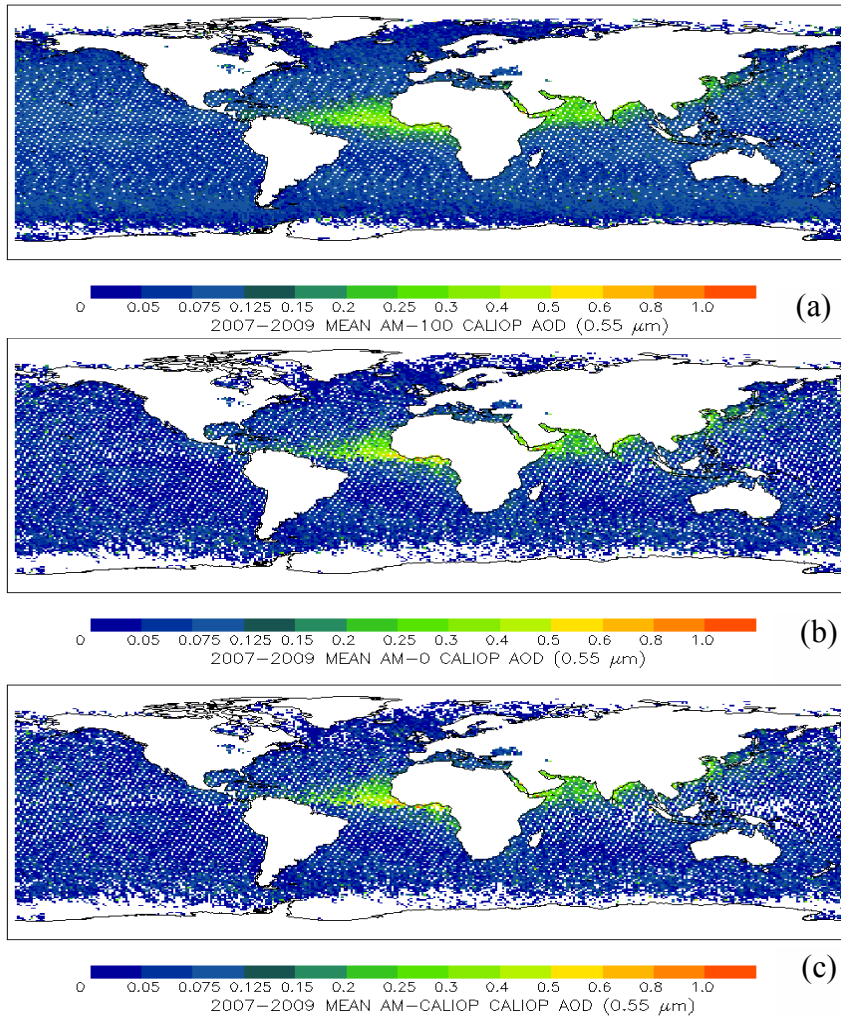 0 0.05 0.075 0.125 0.15 0.2 0.25 0.3 0.4 0.5 0.6 0.8 1.0
2007-2009 MEAN AM-100 CALIOP AOD (0.55 μm)
(a)
0 0.05 0.075 0.125 0.15 0.2 0.25 0.3 0.4 0.5 0.6 0.8 1.0
2007-2009 MEAN AM-0 CALIOP AOD (0.55 μm)
(b)
0 0.05 0.075 0.125 0.15 0.2 0.25 0.3 0.4 0.5 0.6 0.8 1.0
2007-2009 MEAN AM-CALIOP CALIOP AOD (0.55 μm)
(c)